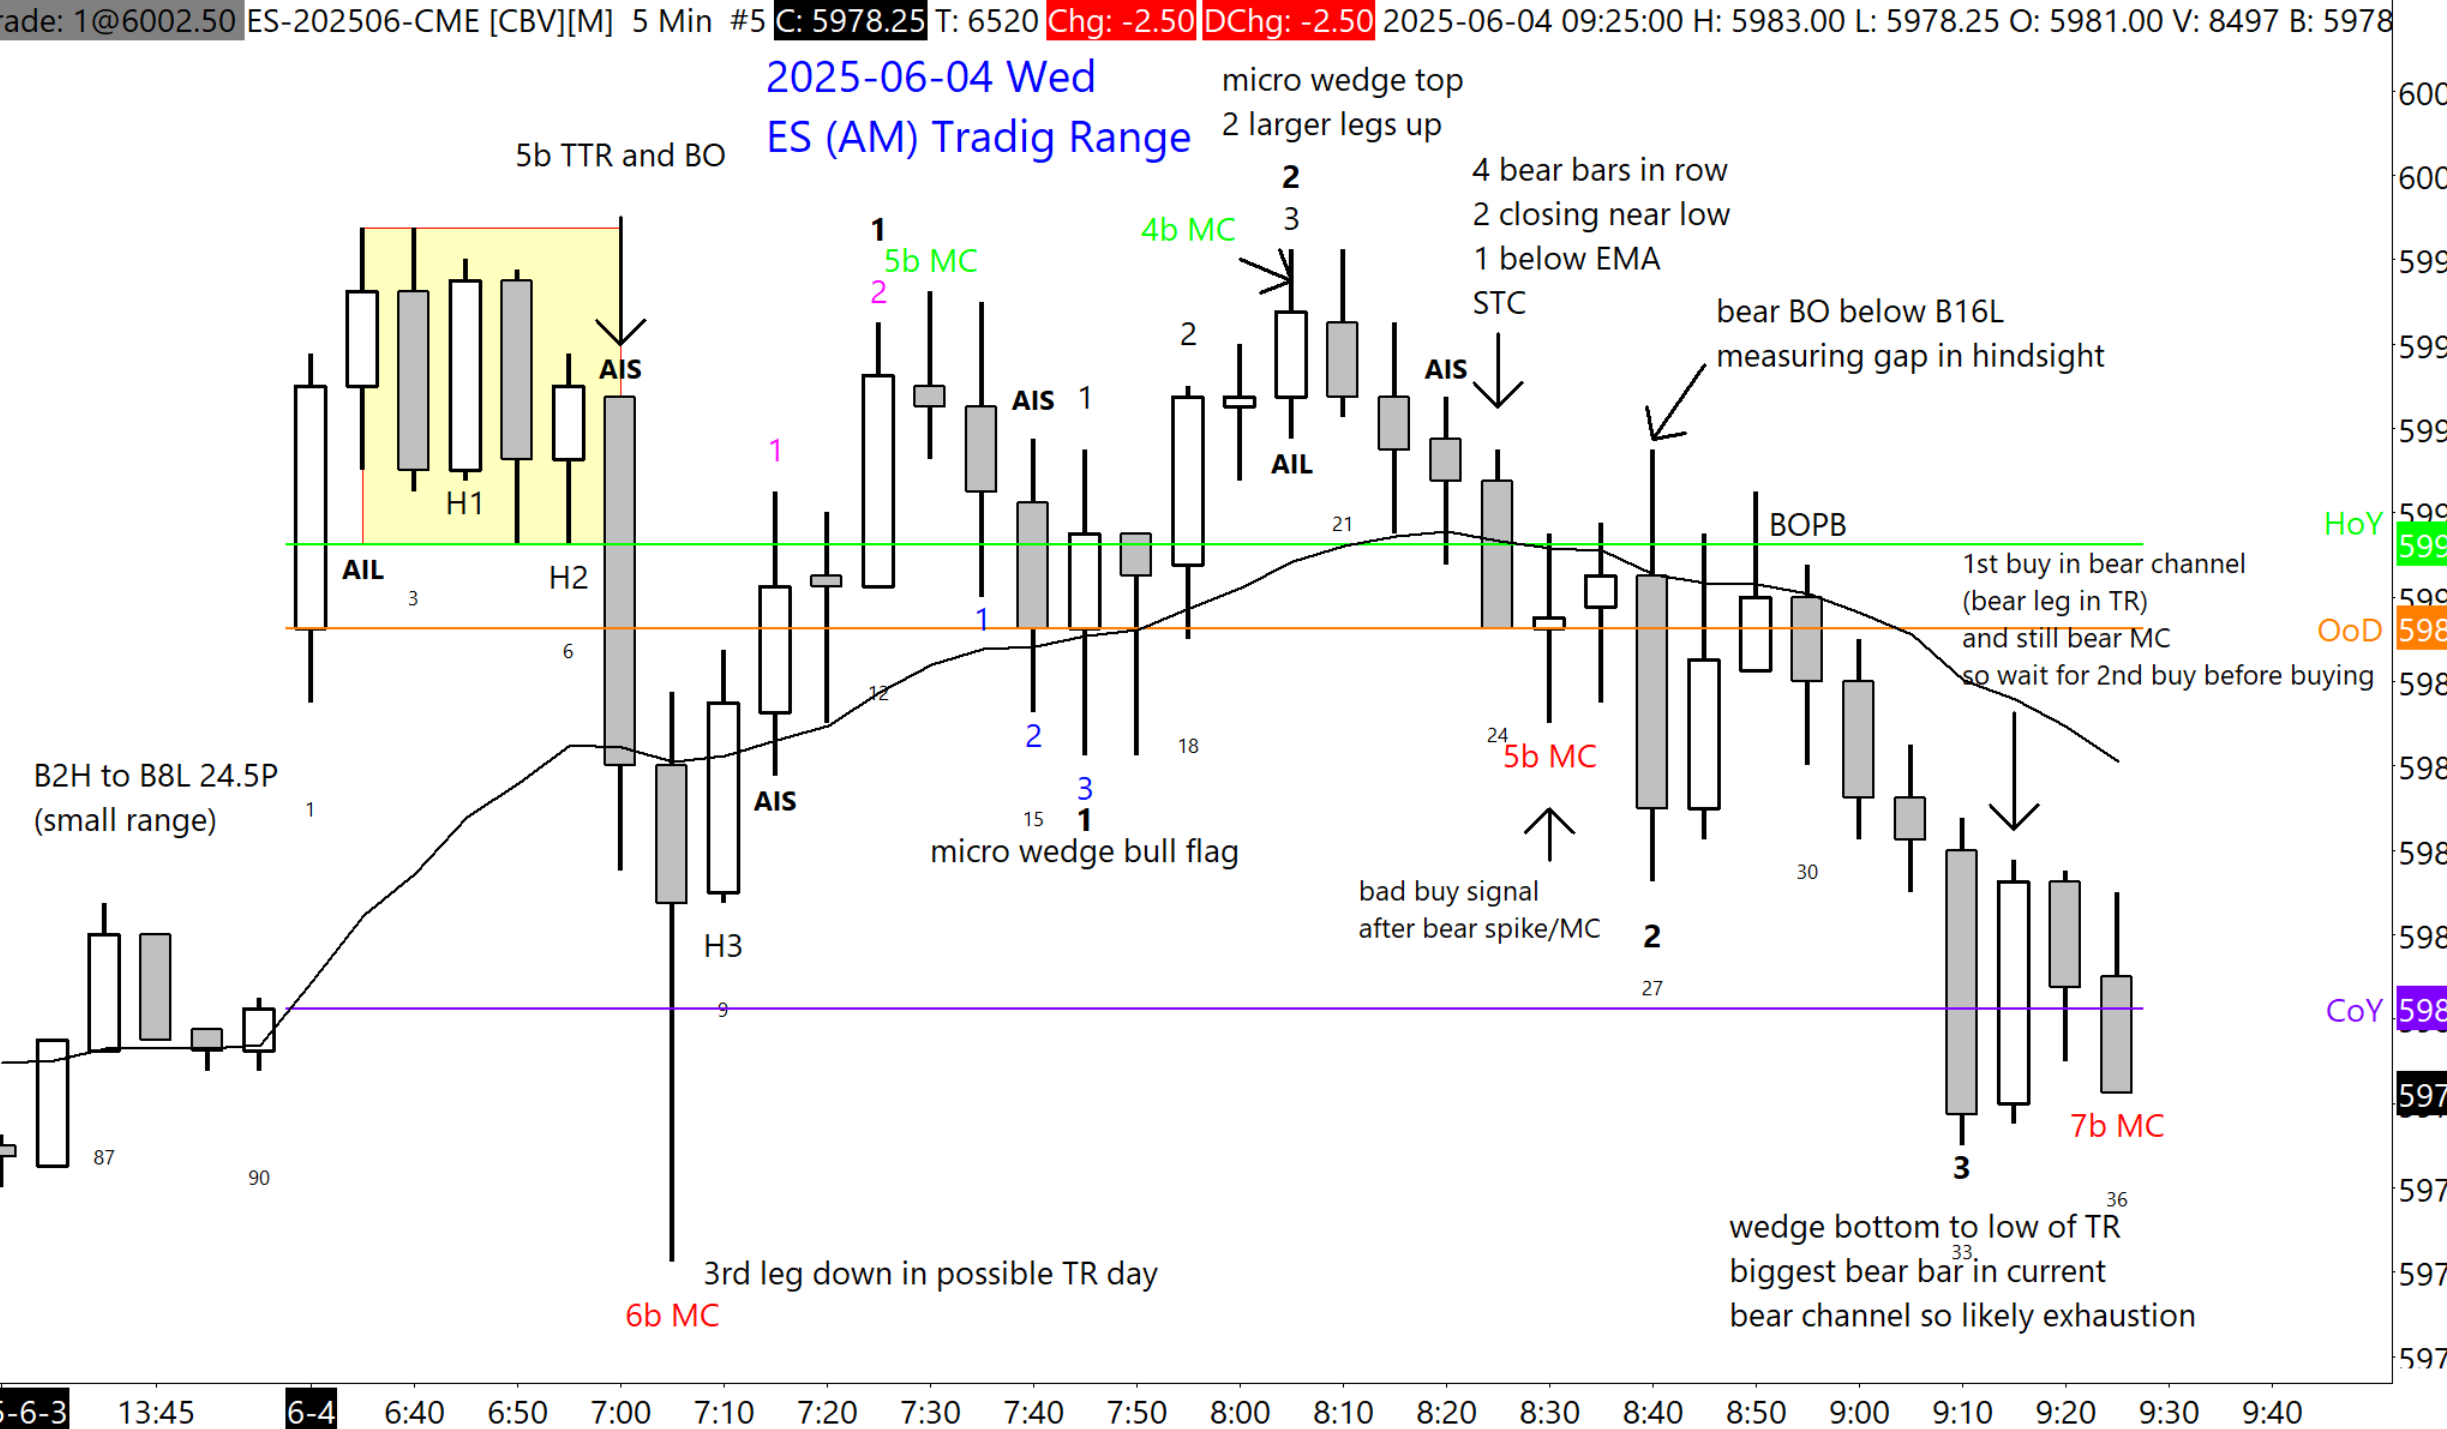 rade: 1@6002.50 ES-202506-CME [CBV][M] 5 Min #5 C: 5978.25 T: 6520 Chg: -2.50 DChg: -2.50 2025-06-04 09:25:00 H: 5983.00 L: 5978.25 O: 5981.00 V: 8497 B: 5978
2025-06-04 Wed
ES (AM) Tradig Range
micro wedge top
2 larger legs up
5b TTR and BO
2
3
4b MC
1
5b MC
2
4 bear bars in row
2 closing near low
1 below EMA
STC
bear BO below B16L
measuring gap in hindsight
2
AIS
AIS
AIS
1
1
AIL
H1
21
BOPB
HoY
AIL
H2
3
6
1
1st buy in bear channel
(bear leg in TR)
and still bear MC
so wait for 2nd buy before buying
OoD
12
2
24
18
5b MC
B2H to B8L 24.5P
(small range)
1
AIS
3
1
15
micro wedge bull flag
30
bad buy signal
after bear spike/MC
H3
2
27
9
CoY
87
90
7b MC
3
36
wedge bottom to low of TR
33
biggest bear bar in current
bear channel so likely exhaustion
3rd leg down in possible TR day
6b MC
600
600
599
599
599
599
599
599
598
598
598
598
598
598
598
597
597
597
597
5-6-3 13:45 6-4 6:40 6:50 7:00 7:10 7:20 7:30 7:40 7:50 8:00 8:10 8:20 8:30 8:40 8:50 9:00 9:10 9:20 9:30 9:40